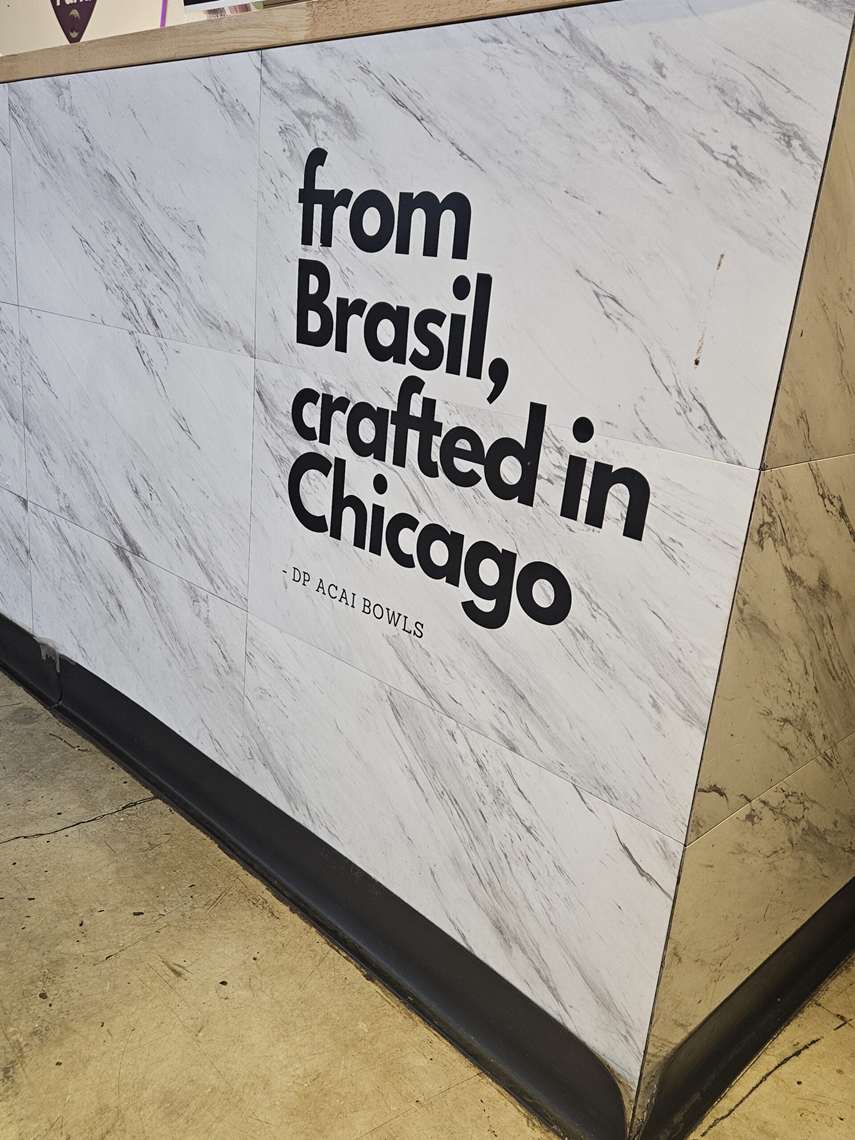 from
Brasil,
crafted in
Chicago
- DP ACAI BOWLS